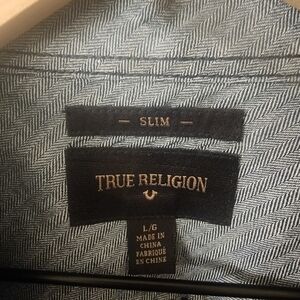 — SLIM —
TRUE RELIGION
L/G
MADE IN
CHINA
FABRIQUE
EN CHINE